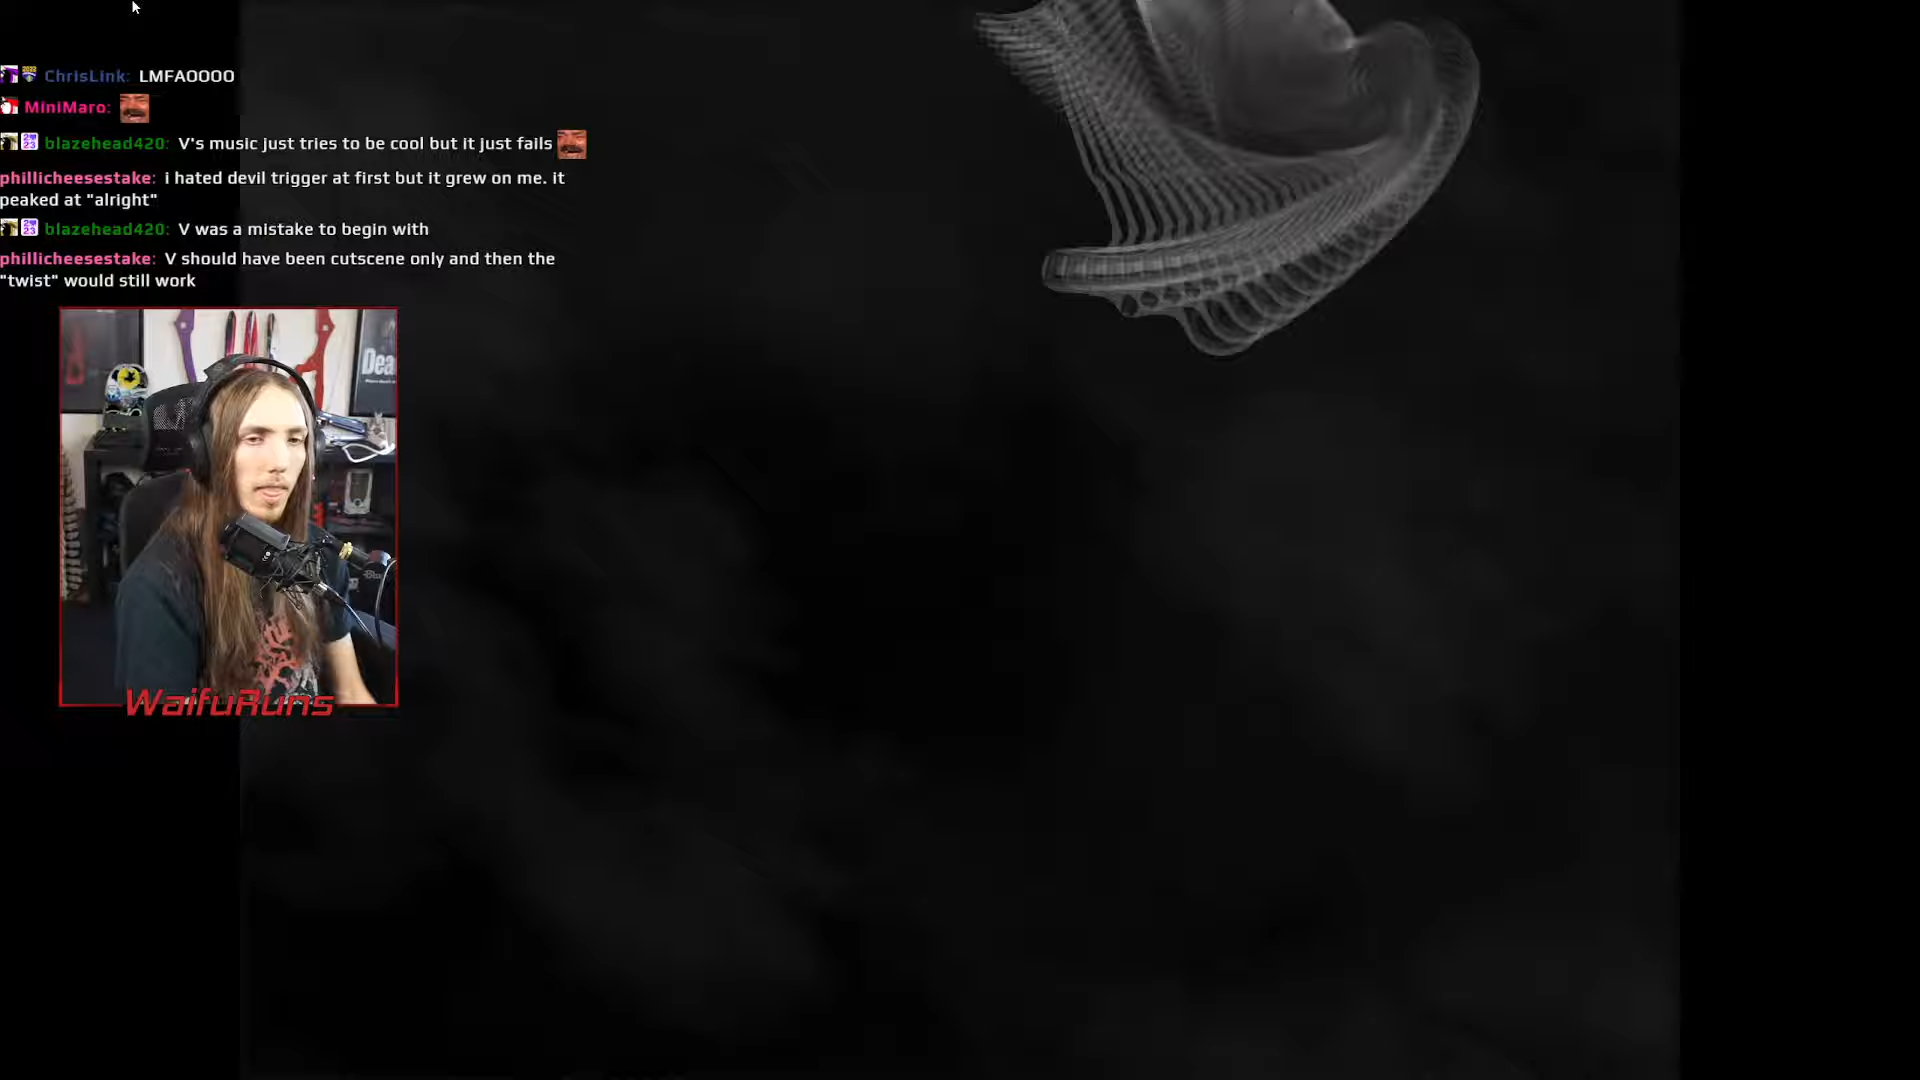 ChrisLink: LMFAOOOO
MiniMaro:
blazehead420: V's music just tries to be cool but it just fails
phillicheesestake: i hated devil trigger at first but it grew on me. it
peaked at "alright"
blazehead420: V was a mistake to begin with
phillicheesestake: V should have been cutscene only and then the
"twist" would still work
Dea
Blu
WaifuRuns